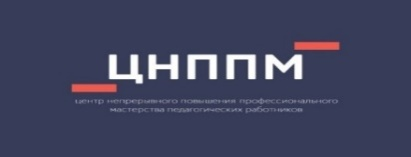 ЦНППМ
центр непрерывного повышения профессионального
мастерства педагогических работников